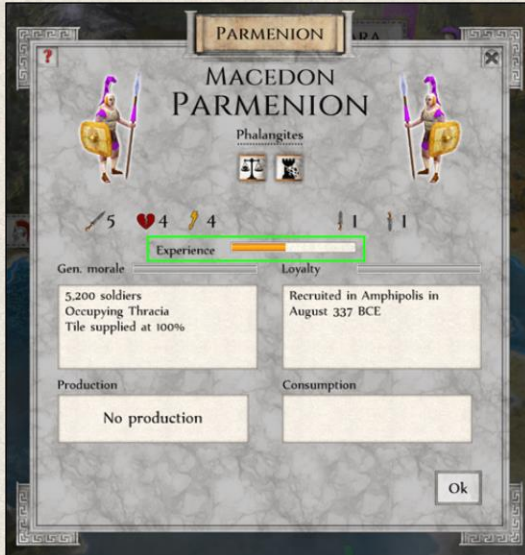 PARMENION
?
MACEDON
PARMENION
Phalangites
5 4 4 1 1
Experience
Gen. morale Loyalty
5,200 soldiers
Occupying Thracia
Tile supplied at 100%
Recruited in Amphipolis in
August 337 BCE
Production Consumption
No production
Ok